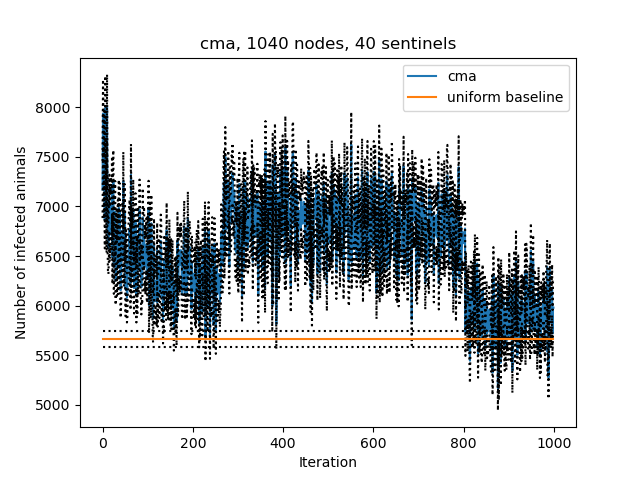 cma, 1040 nodes, 40 sentinels
cma
uniform baseline
Number of infected animals
8000
7500
7000
6500
6000
5500
5000
0
200
400
600
800
1000
Iteration